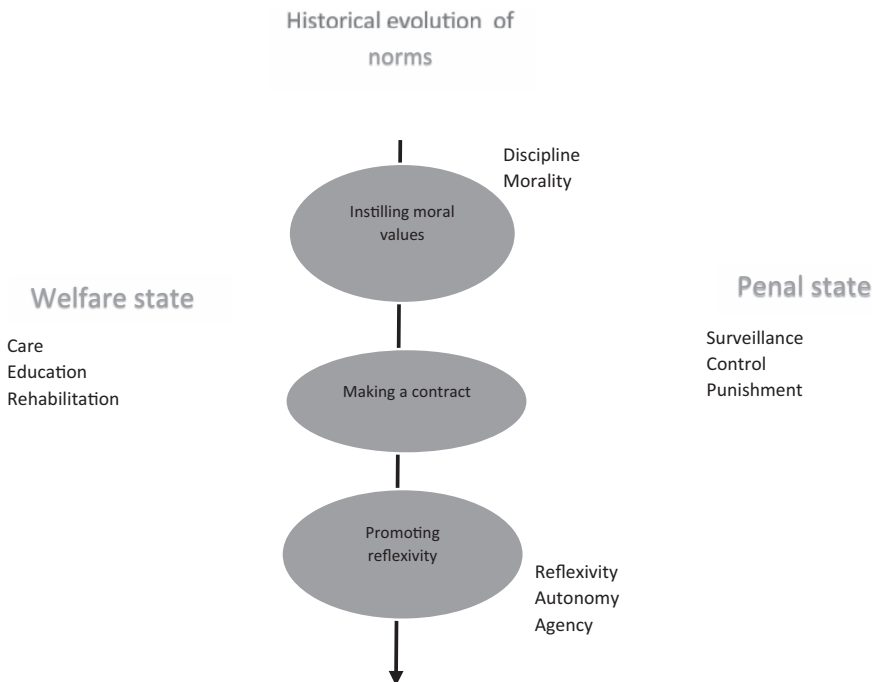 Historical evolution of
norms
Discipline
Morality
Instilling moral
values
Welfare state
Care
Education
Rehabilitation
Penal state
Surveillance
Control
Punishment
Making a contract
Promoting
reflexivity
Reflexivity
Autonomy
Agency